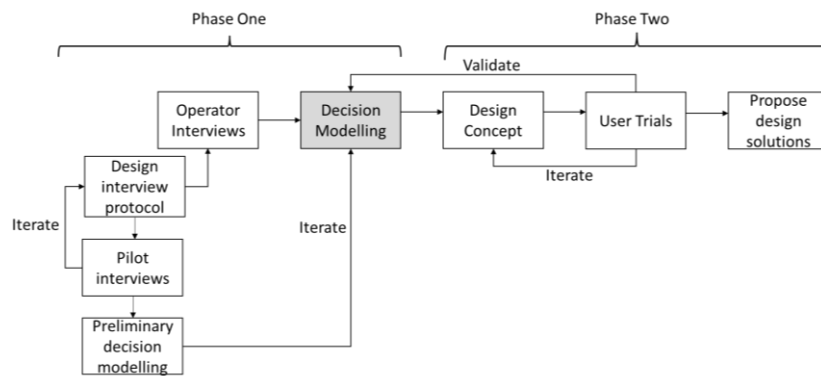 Phase One
Phase Two
Validate
Operator
Interviews
Decision
Modelling
Design
Concept
User Trials
Propose
design
solutions
Design
interview
protocol
Iterate
Iterate
Iterate
Pilot
interviews
Preliminary
decision
modelling